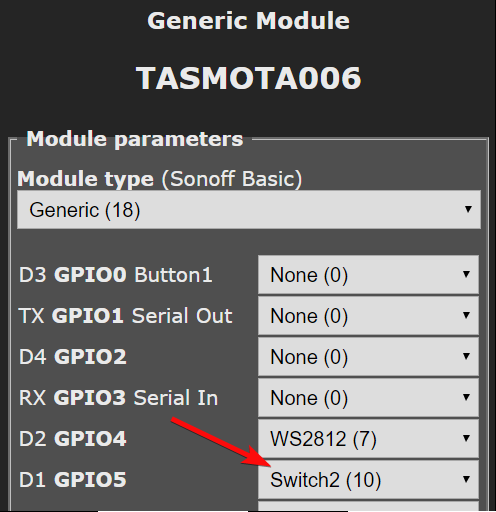 Generic Module
TASMOTA006
Module parameters
Module type (Sonoff Basic)
Generic (18)
D3 GPIO0 Button1 None (0)
TX GPIO1 Serial Out None (0)
D4 GPIO2 None (0)
RX GPIO3 Serial In None (0)
D2 GPIO4 WS2812 (7)
D1 GPIO5 Switch2 (10)